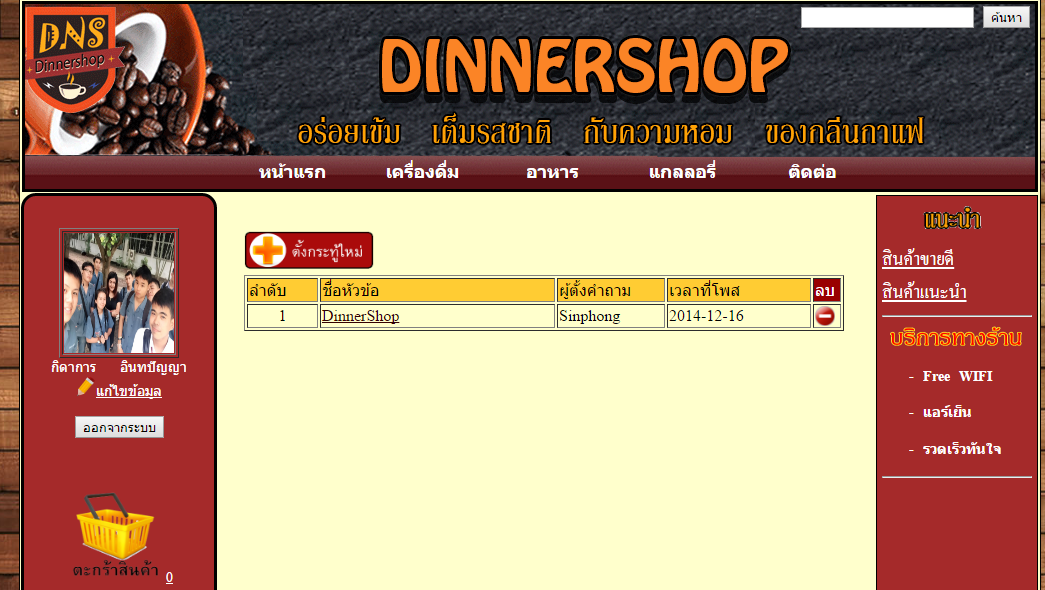 DNS
Dinnershop
ค้นหา
DINNERSHOP
อร่อยเข้ม เต็มรสชาติ กับความหอม ของกลิ่นกาแฟ
หน้าแรก เครื่องดื่ม อาหาร แกลลอรี่ ติดต่อ
กิดาการ อินทปัญญา
แก้ไขข้อมูล
ออกจากระบบ
ตะกร้าสินค้า 0
ตั้งกระทู้ใหม่
ลำดับ ชื่อหัวข้อ ผู้ตั้งคำถาม เวลาที่โพส ลบ
1 DinnerShop Sinphong 2014-12-16
แนะนำ
สินค้าขายดี
สินค้าแนะนำ
บริการทางร้าน
- Free WIFI
- แอร์เย็น
- รวดเร็วทันใจ